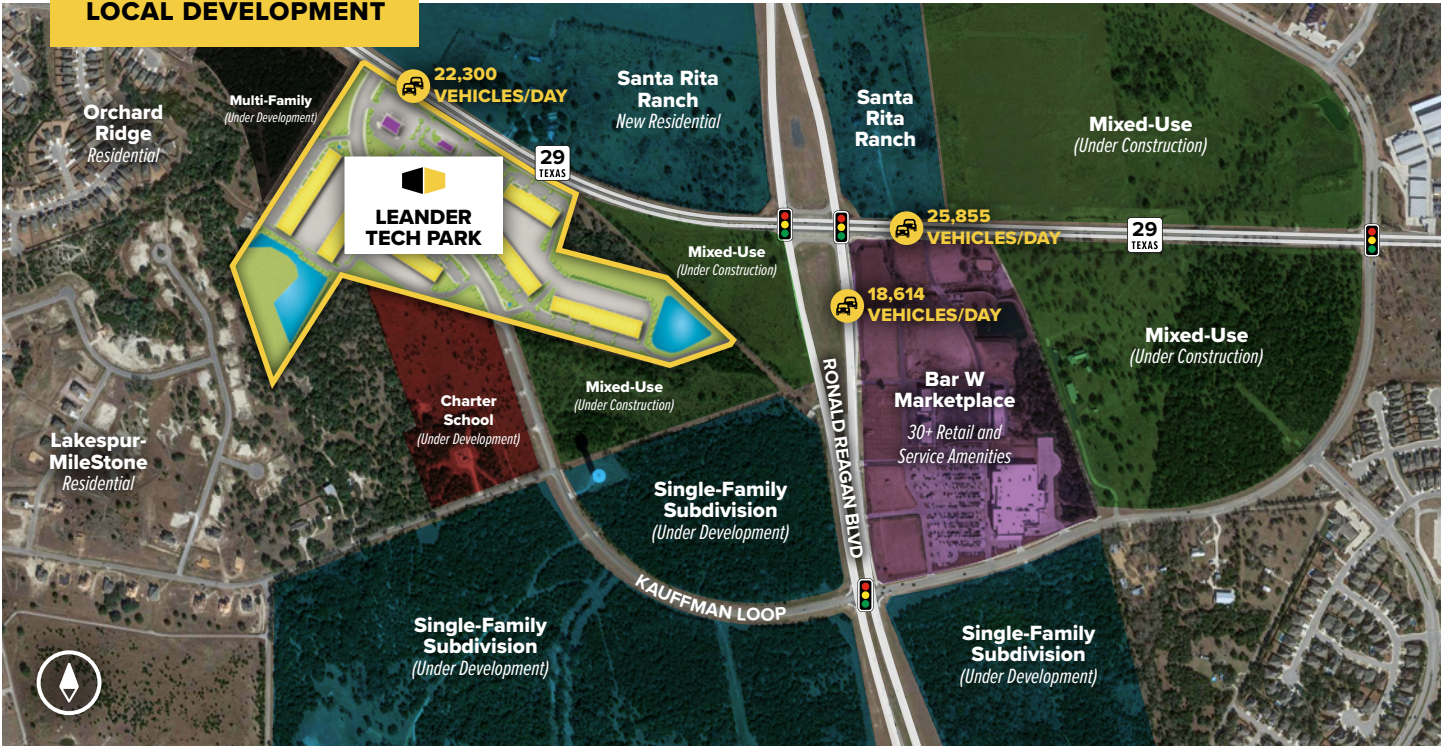 LOCAL DEVELOPMENT
22,300
VEHICLES/DAY
Orchard
Ridge
Residential
Multi-Family
(Under Development)
Santa Rita
Ranch
New Residential
Santa
Rita
Ranch
Mixed-Use
(Under Construction)
29
TEXAS
LEANDER
TECH PARK
25,855
VEHICLES/DAY
29
TEXAS
Mixed-Use
(Under Construction)
18,614
VEHICLES/DAY
Mixed-Use
(Under Construction)
RONALD REAGAN BLVD
Bar W
Marketplace
30+ Retail and
Service Amenities
Mixed-Use
(Under Construction)
Charter
School
(Under Development)
Lakespur-
MileStone
Residential
Single-Family
Subdivision
(Under Development)
KAUFFMAN LOOP
Single-Family
Subdivision
(Under Development)
Single-Family
Subdivision
(Under Development)